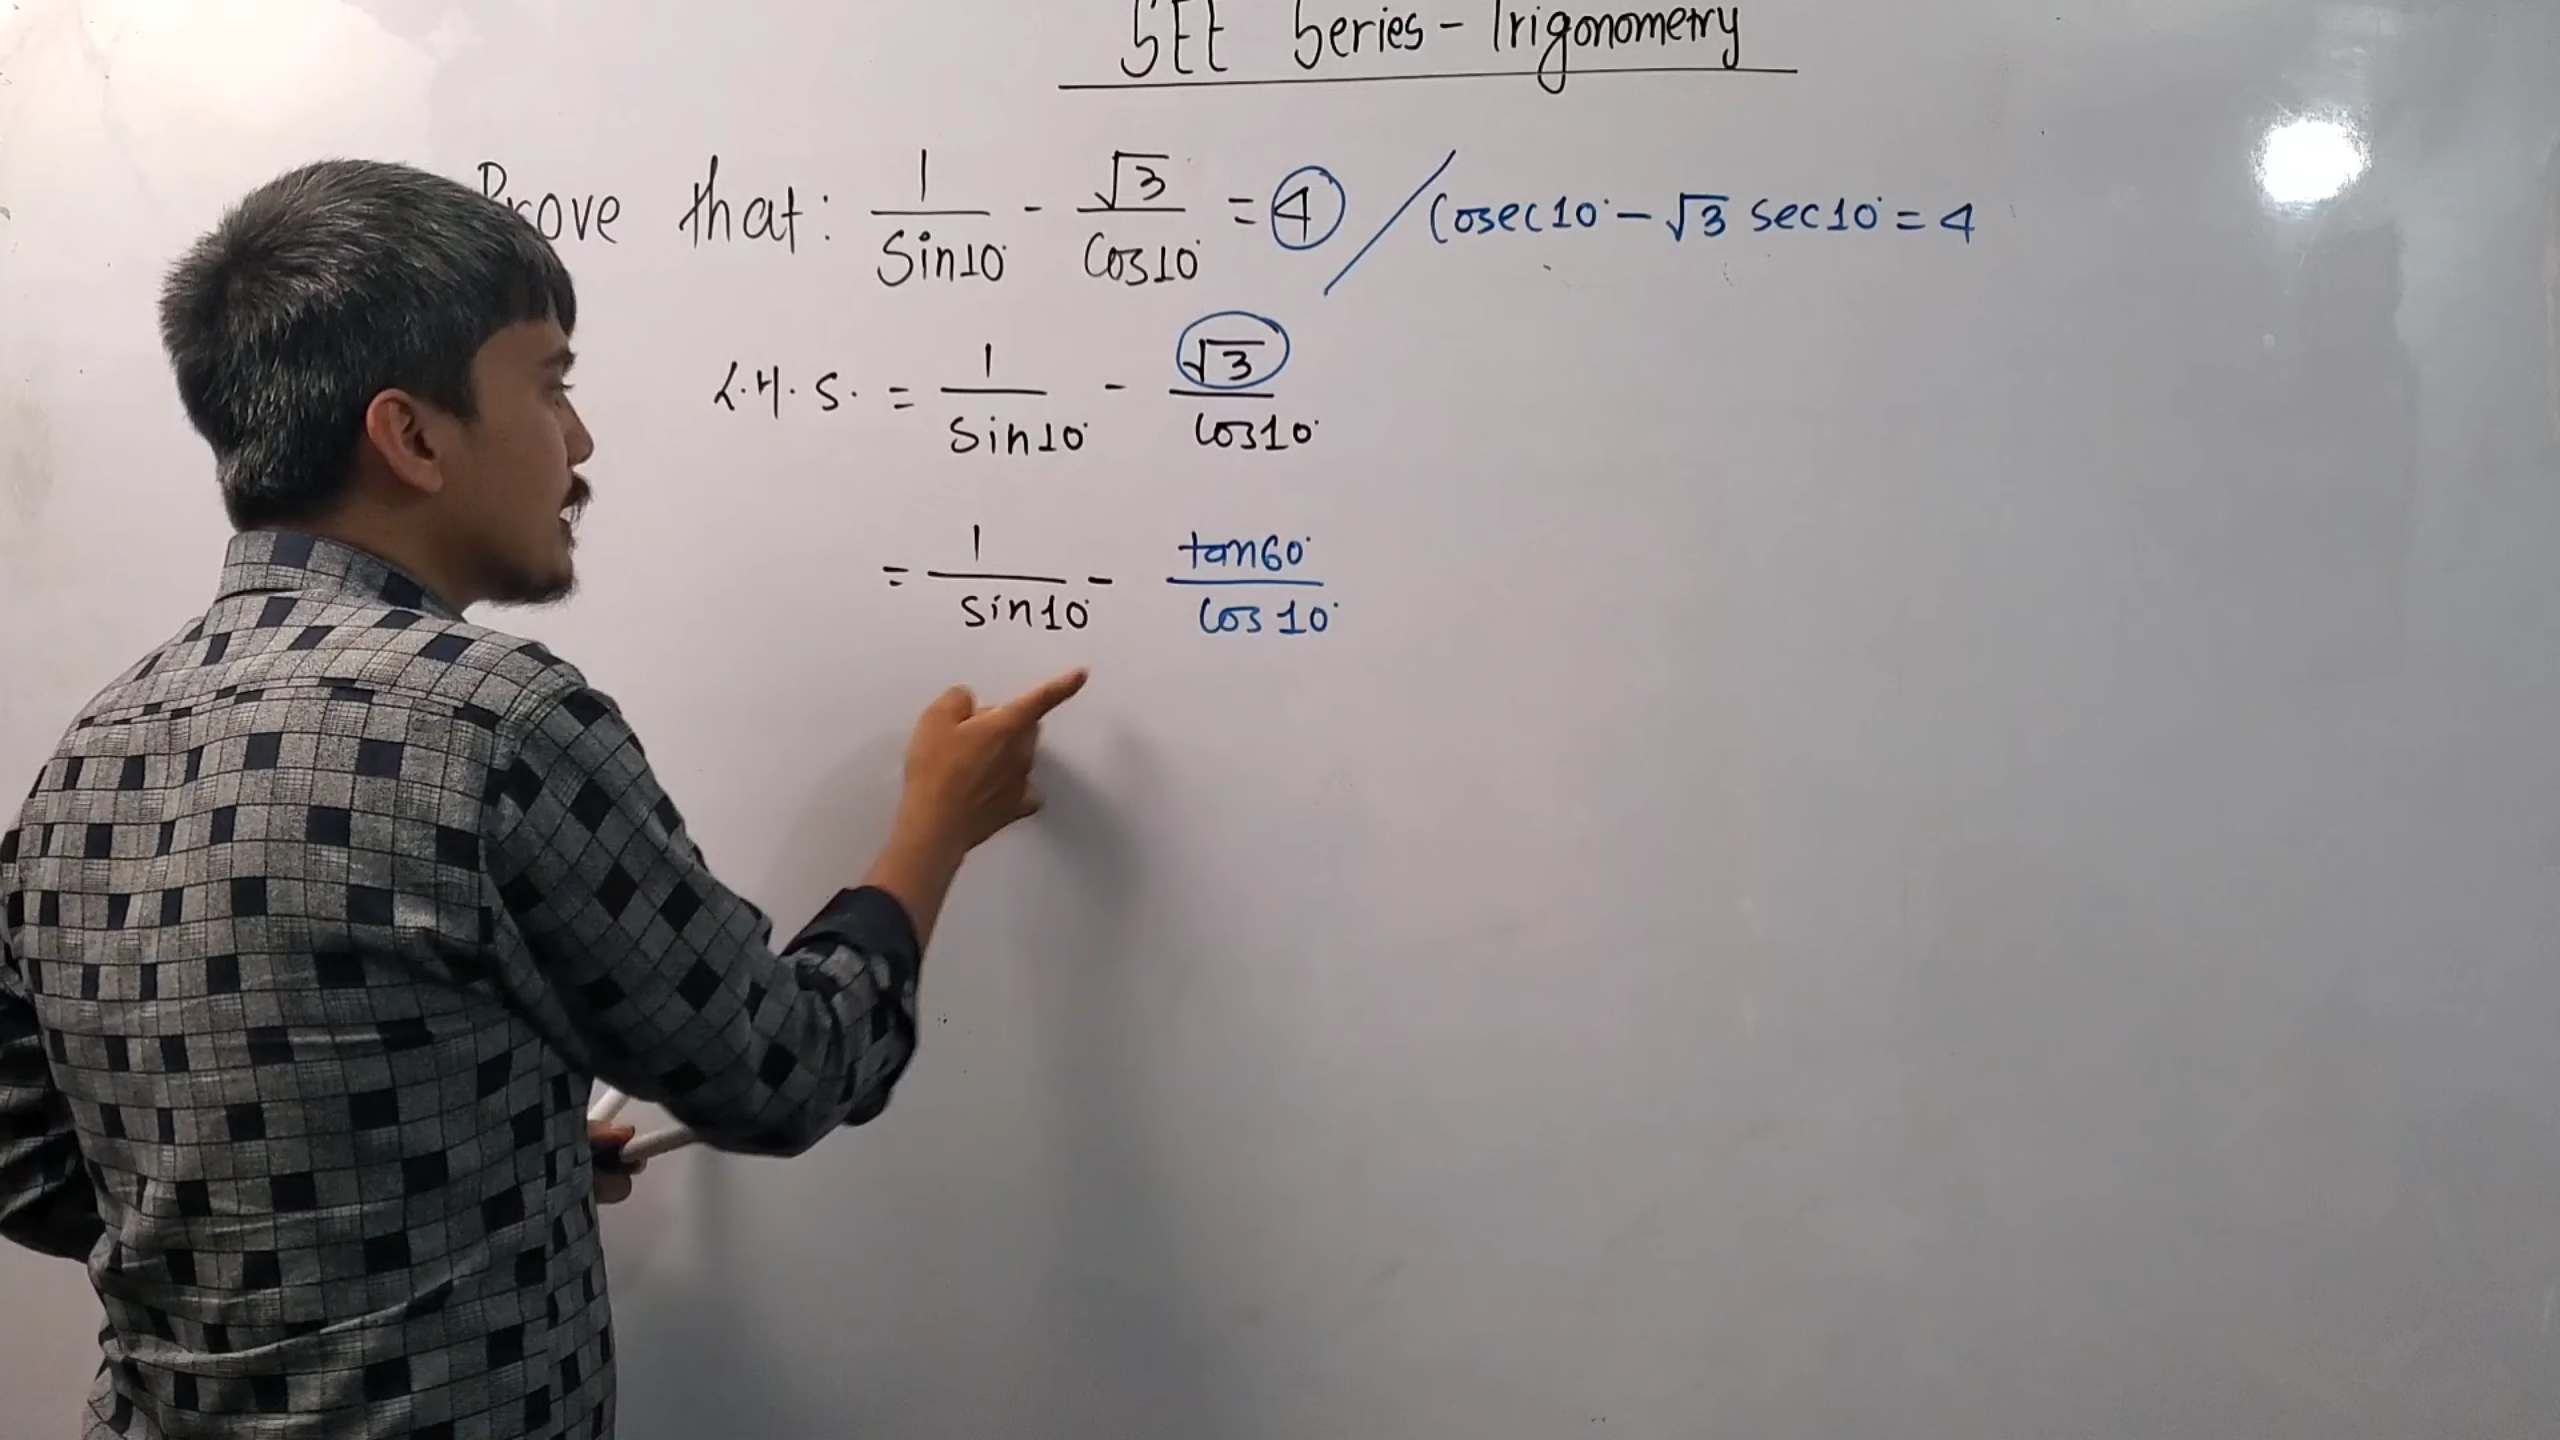 SEE Series - Trigonometry
Prove that: 1/Sin10° - √3/Cos10° = 4 / Cosec10° - √3 Sec10° = 4
L.H.S. = 1/Sin10° - √3/Cos10°
= 1/Sin10° - tan60°/Cos10°